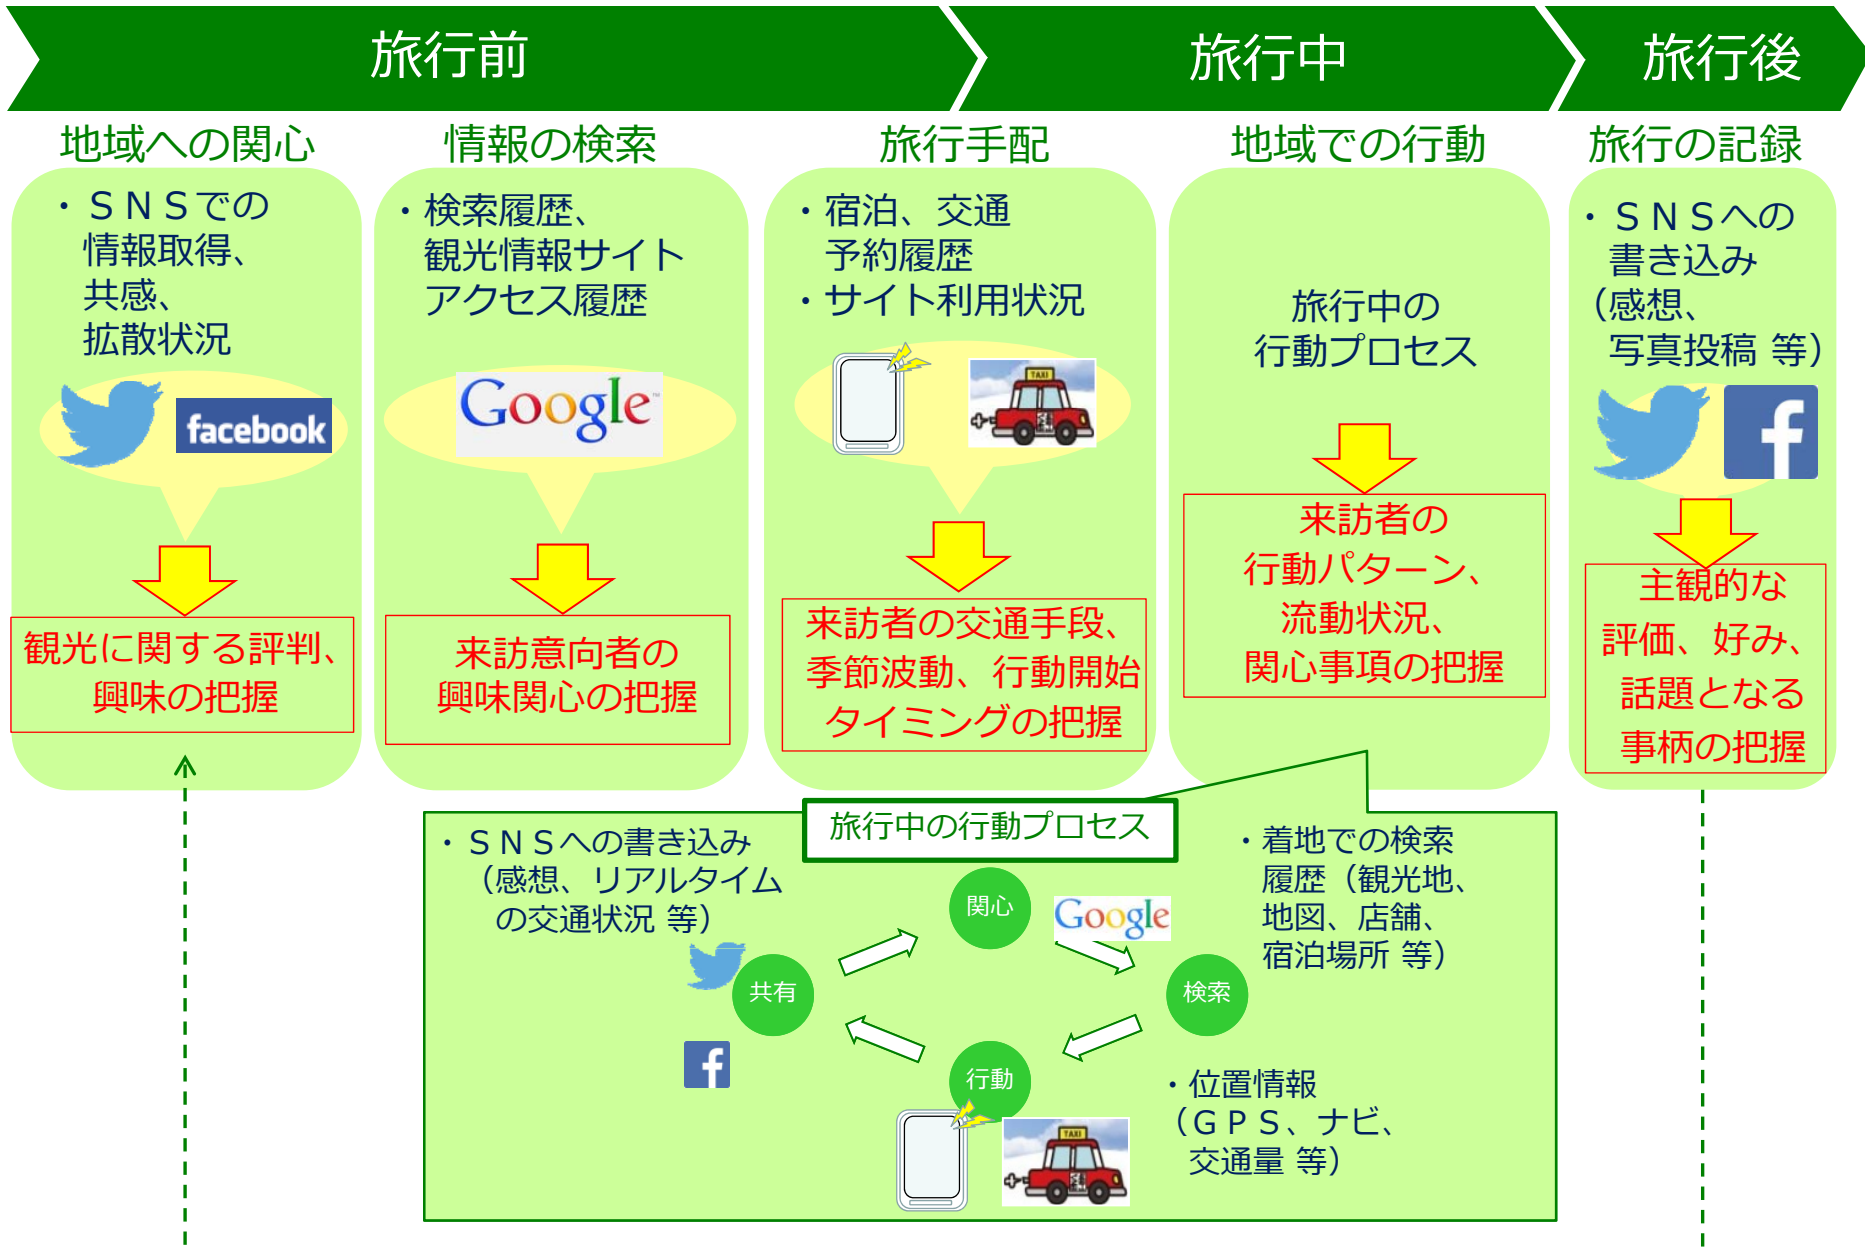 旅行前
旅行中
旅行後
地域への関心
・ＳＮＳでの
情報取得、
共感、
拡散状況
facebook
観光に関する評判、
興味の把握
情報の検索
・検索履歴、
観光情報サイト
アクセス履歴
Google
来訪意向者の
興味関心の把握
旅行手配
・宿泊、交通
予約履歴
・サイト利用状況
TAXI
来訪者の交通手段、
季節波動、行動開始
タイミングの把握
地域での行動
旅行中の
行動プロセス
来訪者の
行動パターン、
流動状況、
関心事項の把握
旅行の記録
・ＳＮＳへの
書き込み
（感想、
写真投稿 等）
f
主観的な
評価、好み、
話題となる
事柄の把握
旅行中の行動プロセス
・ＳＮＳへの書き込み
（感想、リアルタイム
の交通状況 等）
関心
Google
・着地での検索
履歴（観光地、
地図、店舗、
宿泊場所 等）
共有
検索
f
行動
・位置情報
（ＧＰＳ、ナビ、
交通量 等）
TAXI